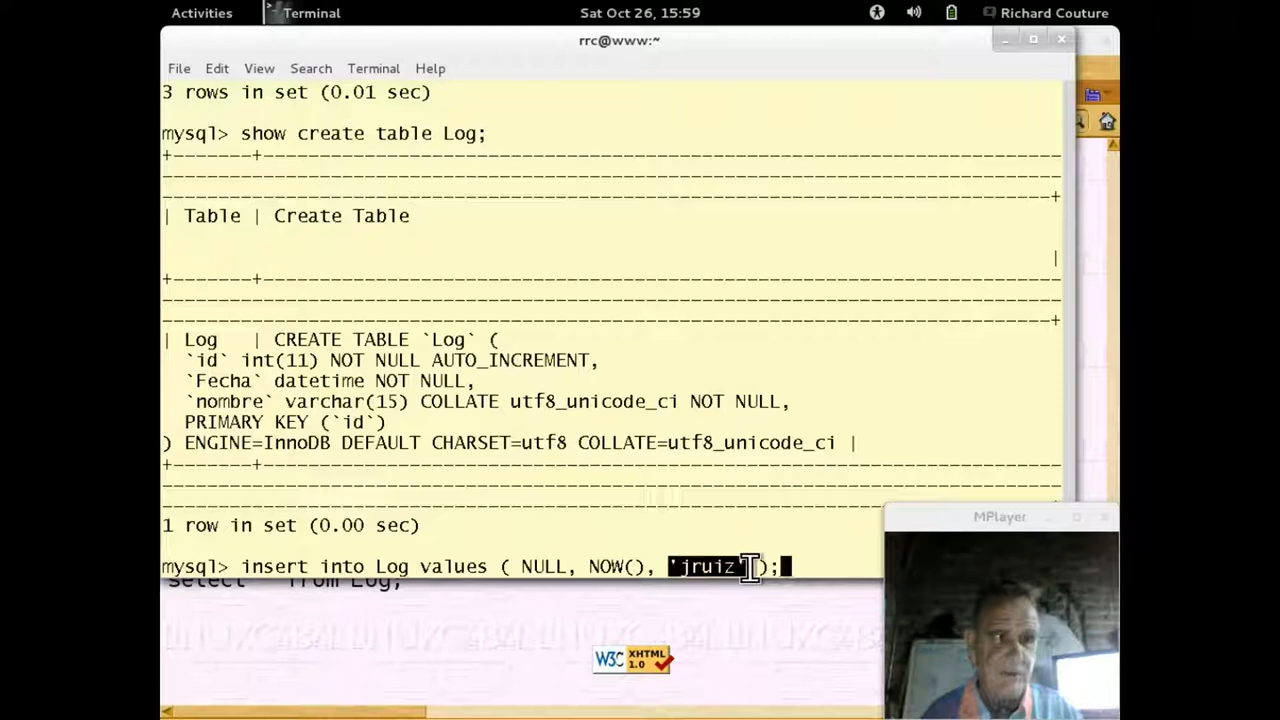 Activities Terminal Sat Oct 26, 15:59 Richard Couture
rrc@www:~
File Edit View Search Terminal Help
3 rows in set (0.01 sec)
mysql> show create table Log;
+-------+--------------------------------------------------------------------------------
--------------------------------------------------------------------------------
-------------------------------------------------------------------------------+
| Table | Create Table
|
+-------+--------------------------------------------------------------------------------
--------------------------------------------------------------------------------
-------------------------------------------------------------------------------+
| Log | CREATE TABLE `Log` (
`id` int(11) NOT NULL AUTO_INCREMENT,
`Fecha` datetime NOT NULL,
`nombre` varchar(15) COLLATE utf8_unicode_ci NOT NULL,
PRIMARY KEY (`id`)
) ENGINE=InnoDB DEFAULT CHARSET=utf8 COLLATE=utf8_unicode_ci |
+-------+--------------------------------------------------------------------------------
--------------------------------------------------------------------------------
1 row in set (0.00 sec)
MPlayer
mysql> insert into Log values ( NULL, NOW(), 'jruiz' );
select from Log;
W3C XHTML 1.0